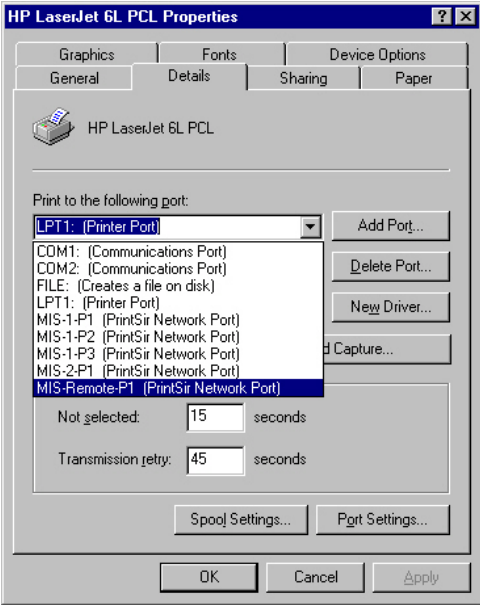 HP LaserJet 6L PCL Properties
Graphics Fonts Device Options
General Details Sharing Paper
HP LaserJet 6L PCL
Print to the following port:
LPT1: (Printer Port) Add Port...
COM1: (Communications Port)
COM2: (Communications Port) Delete Port...
FILE: (Creates a file on disk)
LPT1: (Printer Port) New Driver...
MIS-1-P1 (PrintSir Network Port)
MIS-1-P2 (PrintSir Network Port)
MIS-1-P3 (PrintSir Network Port) d Capture...
MIS-2-P1 (PrintSir Network Port)
MIS-Remote-P1 (PrintSir Network Port)
Not selected: 15 seconds
Transmission retry: 45 seconds
Spool Settings... Port Settings...
OK Cancel Apply